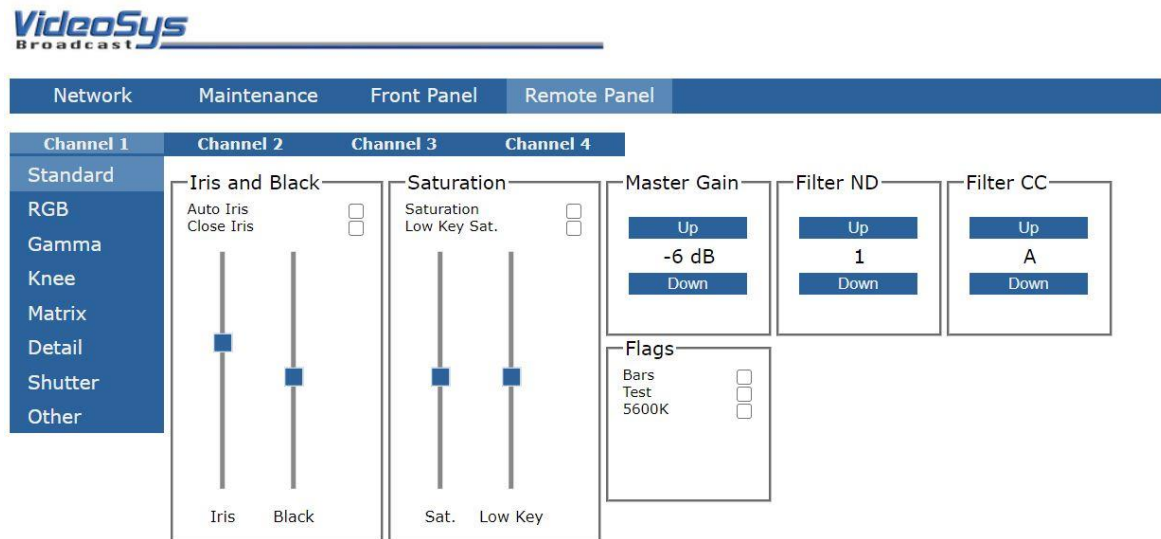 VideoSys
Broadcast
Network Maintenance Front Panel Remote Panel
Channel 1 Channel 2 Channel 3 Channel 4
Standard
RGB
Gamma
Knee
Matrix
Detail
Shutter
Other
Iris and Black
Auto Iris
Close Iris
Iris Black
Saturation
Saturation
Low Key Sat.
Sat. Low Key
Master Gain
Up
-6 dB
Down
Filter ND
Up
1
Down
Filter CC
Up
A
Down
Flags
Bars
Test
5600K